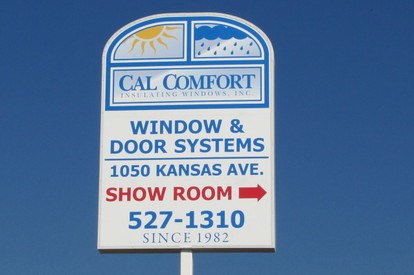 CAL COMFORT
INSULATING WINDOWS, INC.
WINDOW &
DOOR SYSTEMS
1050 KANSAS AVE.
SHOW ROOM
527-1310
SINCE 1982